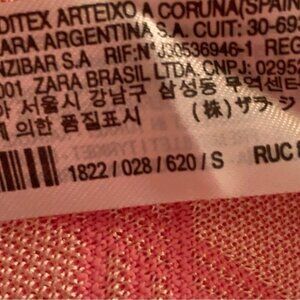 DITEX ARTEIXO A CORUÑA(SPAIN
ARA ARGENTINA S.A. CUIT: 30-69
NZIBAR S.A RIF:N°J30536946-1 REG.
001 ZARA BRASIL LTDA. CNPJ: 02952
서울시 강남구 삼성동 무역센터
에 의한 품질표시 (株) ザラ ジ
1822 / 028 / 620 / S RUC